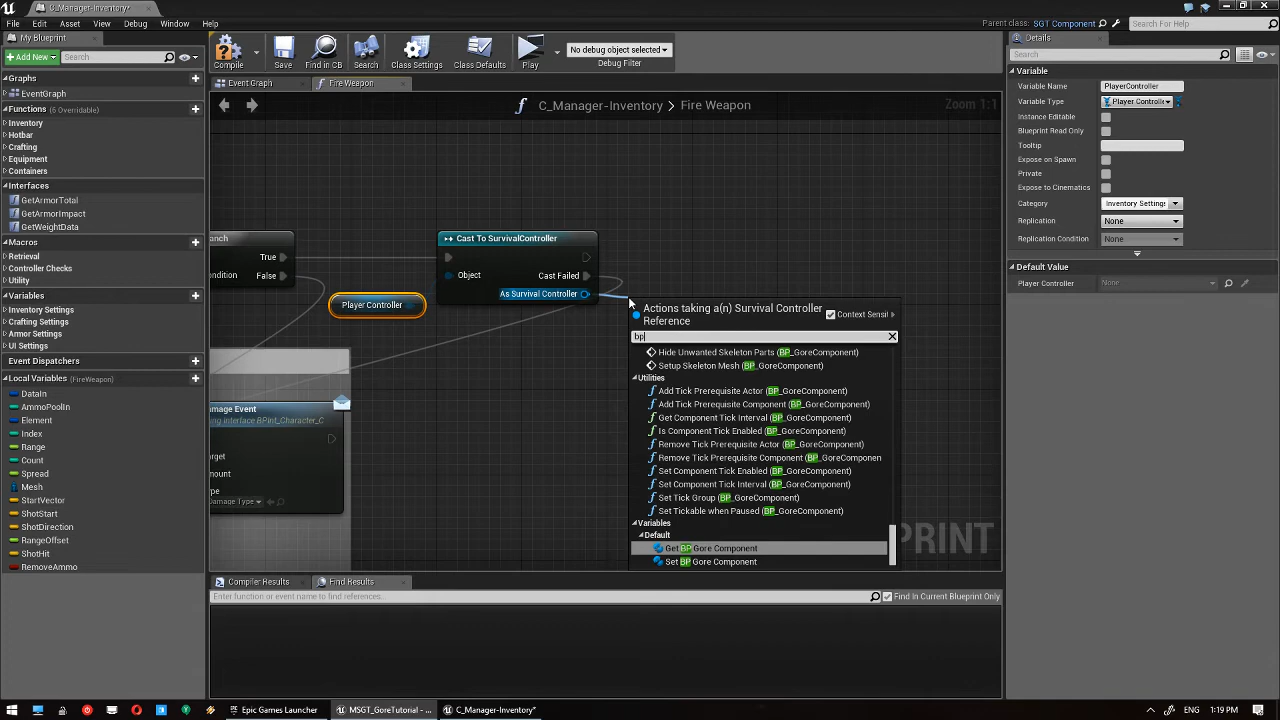 C_Manager-Inventory*
File Edit Asset View Debug Window Help
Parent class: SGT Component
Search For Help
My Blueprint
Add New
Search
Graphs
EventGraph
Functions (6 Overridable)
Inventory
Hotbar
Crafting
Equipment
Containers
Interfaces
GetArmorTotal
GetArmorImpact
GetWeightData
Macros
Retrieval
Controller Checks
Utility
Variables
Inventory Settings
Crafting Settings
Armor Settings
UI Settings
Event Dispatchers
Local Variables (FireWeapon)
DataIn
AmmoPoolIn
Element
Index
Range
Count
Spread
Mesh
StartVector
ShotStart
ShotDirection
RangeOffset
ShotHit
RemoveAmmo
Compile
Save
Find in CB
Search
Class Settings
Class Defaults
Play
No debug object selected
Debug Filter
Event Graph
Fire Weapon
C_Manager-Inventory > Fire Weapon
Zoom 1:1
anch
True
ondition False
Player Controller
Cast To SurvivalController
Object
Cast Failed
As Survival Controller
amage Event
ing interface BPint_Character_C
rget
mount
ype
Damage Type
Actions taking a(n) Survival Controller
Reference
Context Sensi
bp
Hide Unwanted Skeleton Parts (BP_GoreComponent)
Setup Skeleton Mesh (BP_GoreComponent)
Utilities
Add Tick Prerequisite Actor (BP_GoreComponent)
Add Tick Prerequisite Component (BP_GoreComponent)
Get Component Tick Interval (BP_GoreComponent)
Is Component Tick Enabled (BP_GoreComponent)
Remove Tick Prerequisite Actor (BP_GoreComponent)
Remove Tick Prerequisite Component (BP_GoreComponen
Set Component Tick Enabled (BP_GoreComponent)
Set Component Tick Interval (BP_GoreComponent)
Set Tick Group (BP_GoreComponent)
Set Tickable when Paused (BP_GoreComponent)
Variables
Default
Get BP Gore Component
Set BP Gore Component
PRINT
Compiler Results
Find Results
Enter function or event name to find references...
Find In Current Blueprint Only
Details
Search
Variable
Variable Name PlayerController
Variable Type Player Controlle
Instance Editable
Blueprint Read Only
Tooltip
Expose on Spawn
Private
Expose to Cinematics
Category Inventory Settings
Replication None
Replication Condition None
Default Value
Player Controller None
Epic Games Launcher
MSGT_GoreTutorial - ...
C_Manager-Inventory*
ENG 1:19 PM